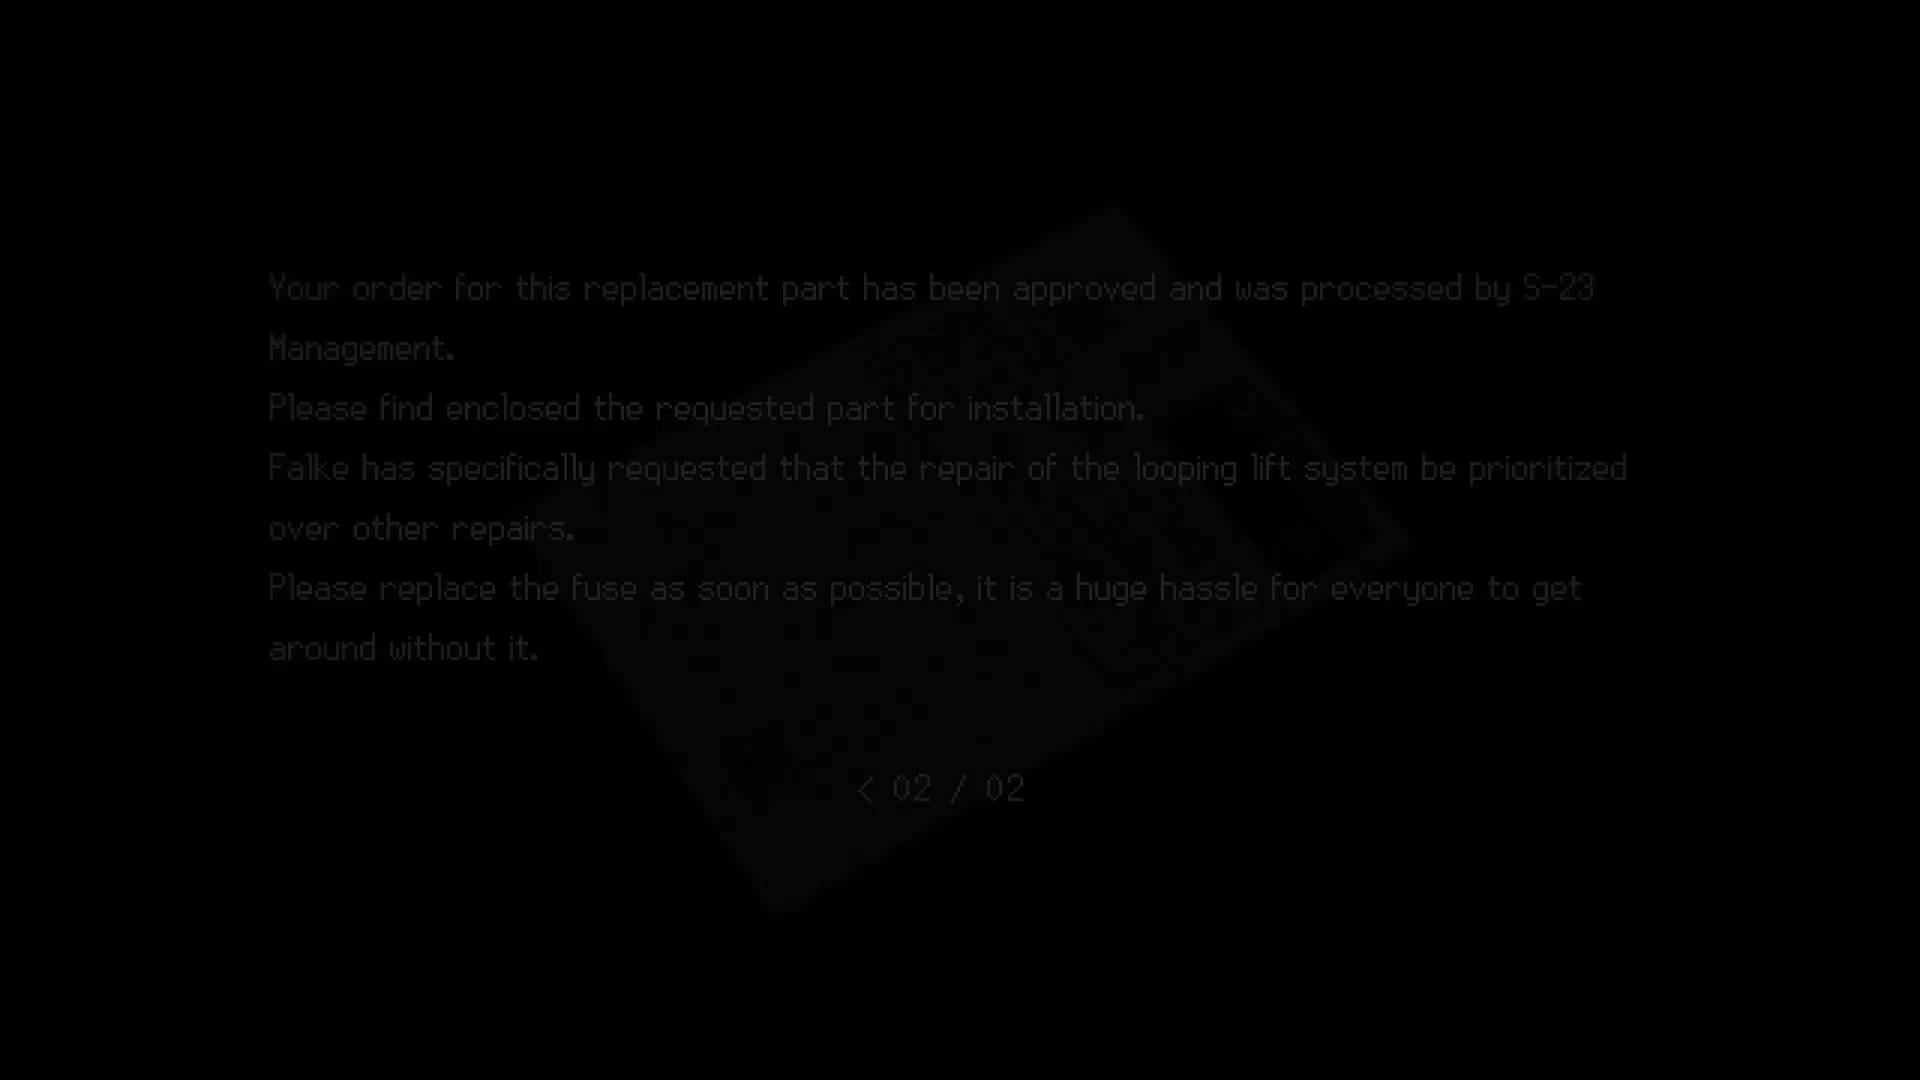 Your order for this replacement part has been approved and was processed by S-23
Management.
Please find enclosed the requested part for installation.
Falke has specifically requested that the repair of the looping lift system be prioritized
over other repairs.
Please replace the fuse as soon as possible, it is a huge hassle for everyone to get
around without it.
< 02 / 02